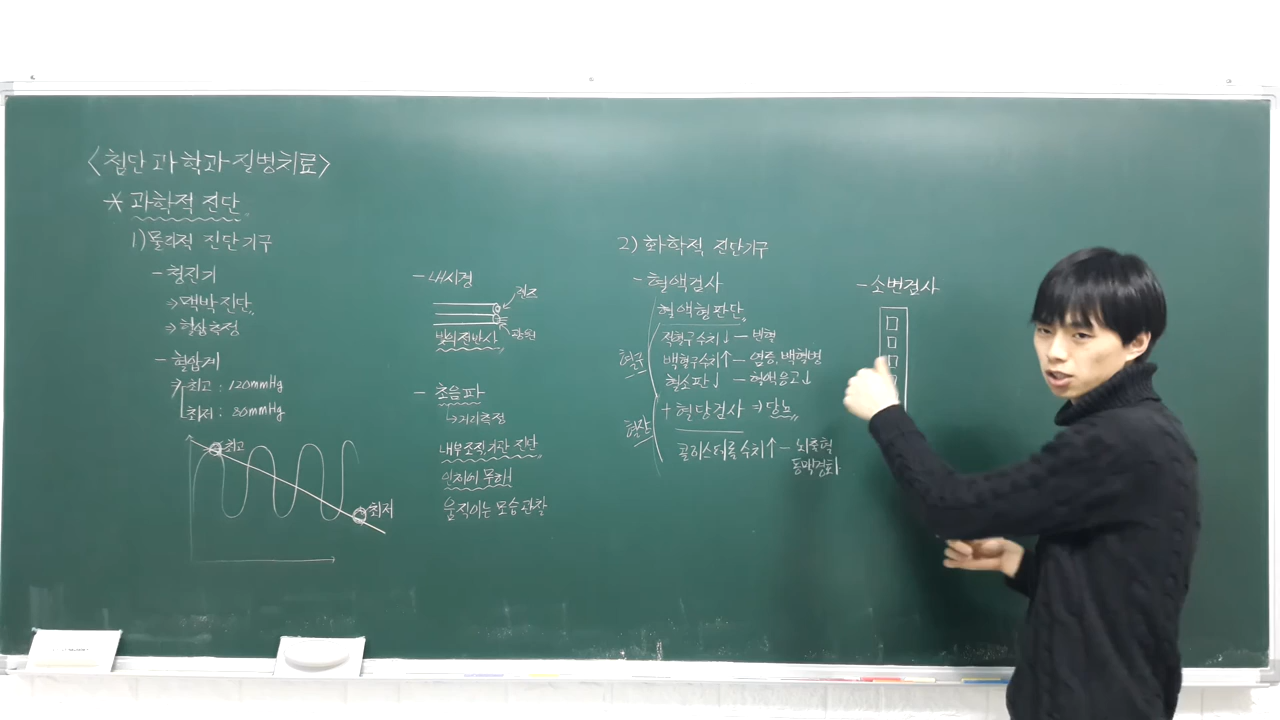 <첨단과학과 질병치료>
* 과학적 진단
1) 물리적 진단기구
- 청진기
⇒ 맥박진단
⇒ 혈압측정
- 혈압계
최고 : 120mmHg
최저 : 80mmHg
최고
최저
- 내시경
렌즈
광원
빛의 전반사
- 초음파
↳거리측정
내부조직, 기관 진단
인체에 무해!
움직이는 모습 관찰
2) 화학적 진단기구
- 혈액검사
혈액형판단
혈구
적혈구수치↓ - 빈혈
백혈구수치↑ - 염증, 백혈병
혈소판↓ - 혈액응고↓
혈장
+ 혈당검사 ⇒ 당뇨
콜레스테롤수치↑ - 뇌출혈
동맥경화
- 소변검사